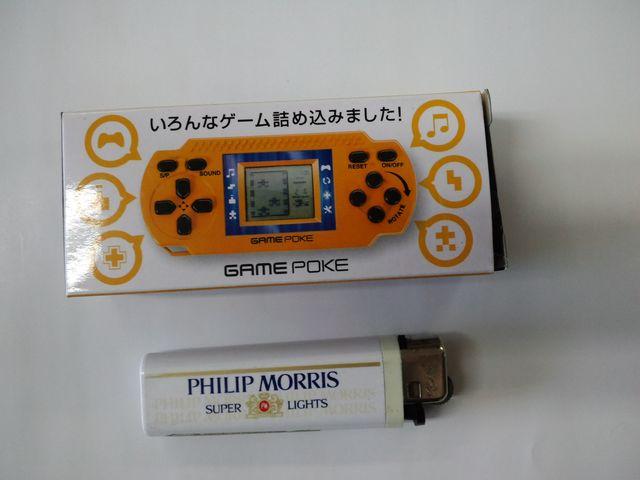 いろんなゲーム詰め込みました!
S/P
SOUND
RESET
ON/OFF
ROTATE
GAME POKE
GAME POKE
PHILIP MORRIS
SUPER LIGHTS